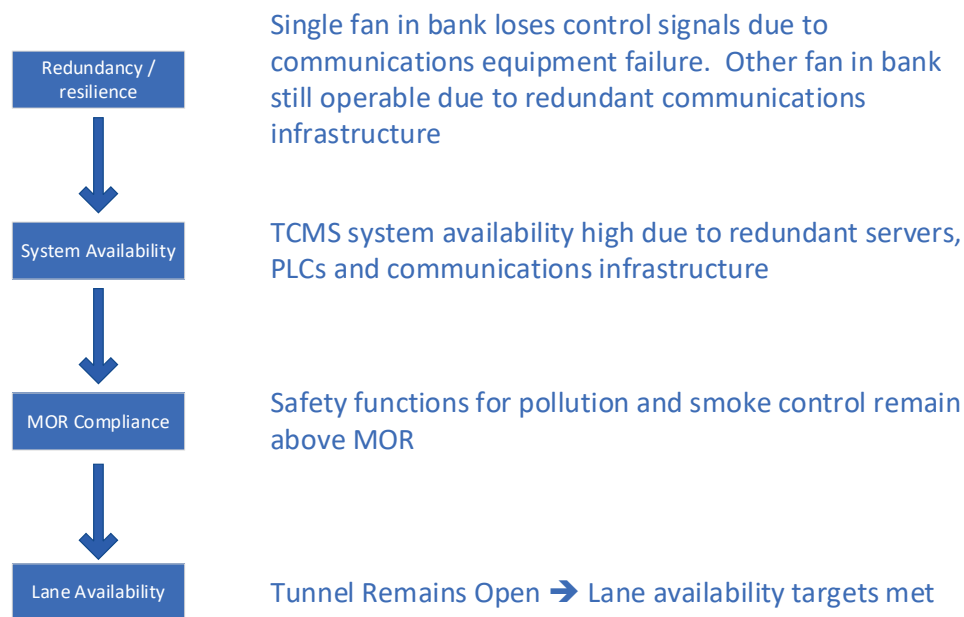 Redundancy /
resilience
Single fan in bank loses control signals due to
communications equipment failure.  Other fan in bank
still operable due to redundant communications
infrastructure
System Availability
TCMS system availability high due to redundant servers,
PLCs and communications infrastructure
MOR Compliance
Safety functions for pollution and smoke control remain
above MOR
Lane Availability
Tunnel Remains Open ➔ Lane availability targets met